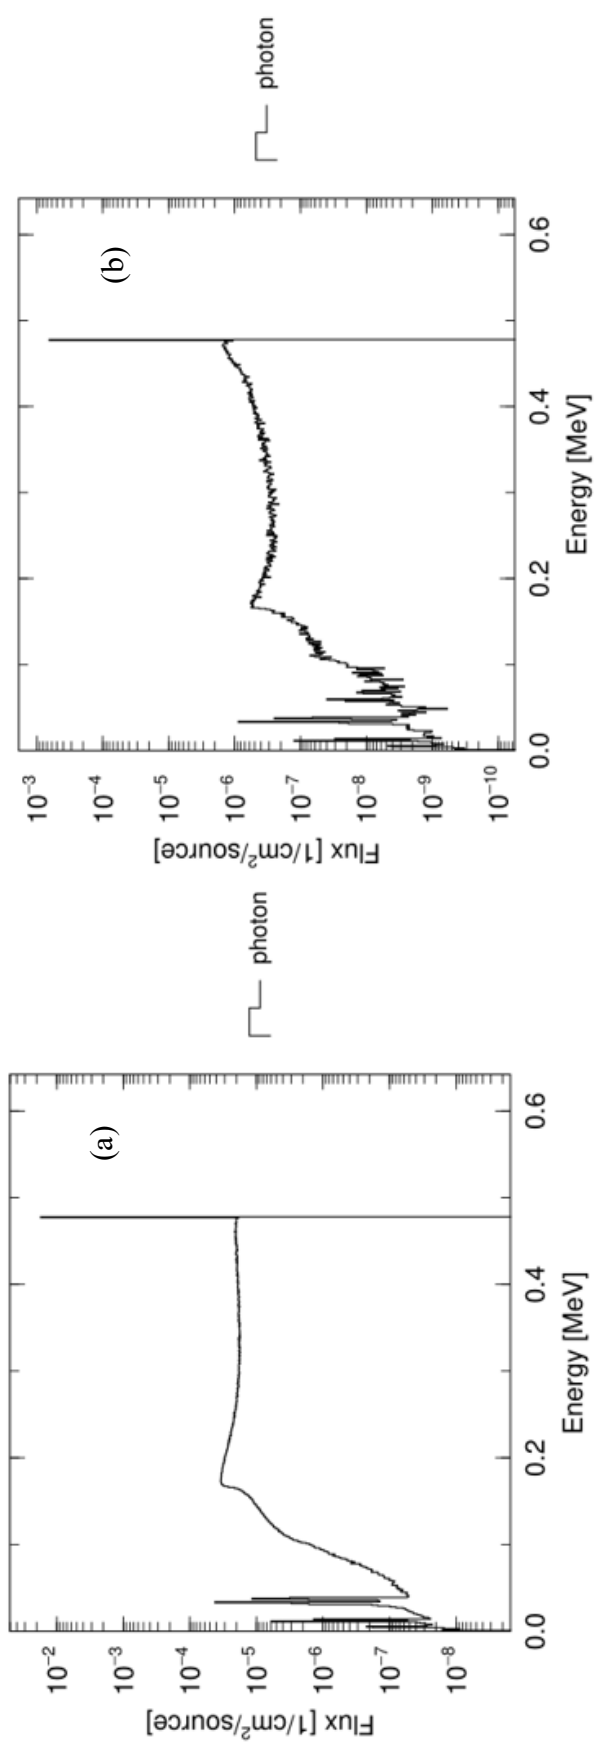 (a)
10⁻²
10⁻³
10⁻⁴
10⁻⁵
10⁻⁶
10⁻⁷
10⁻⁸
Flux [1/cm²/source]
0.0 0.2 0.4 0.6
Energy [MeV]
photon
(b)
10⁻³
10⁻⁴
10⁻⁵
10⁻⁶
10⁻⁷
10⁻⁸
10⁻⁹
10⁻¹⁰
Flux [1/cm²/source]
0.0 0.2 0.4 0.6
Energy [MeV]
photon